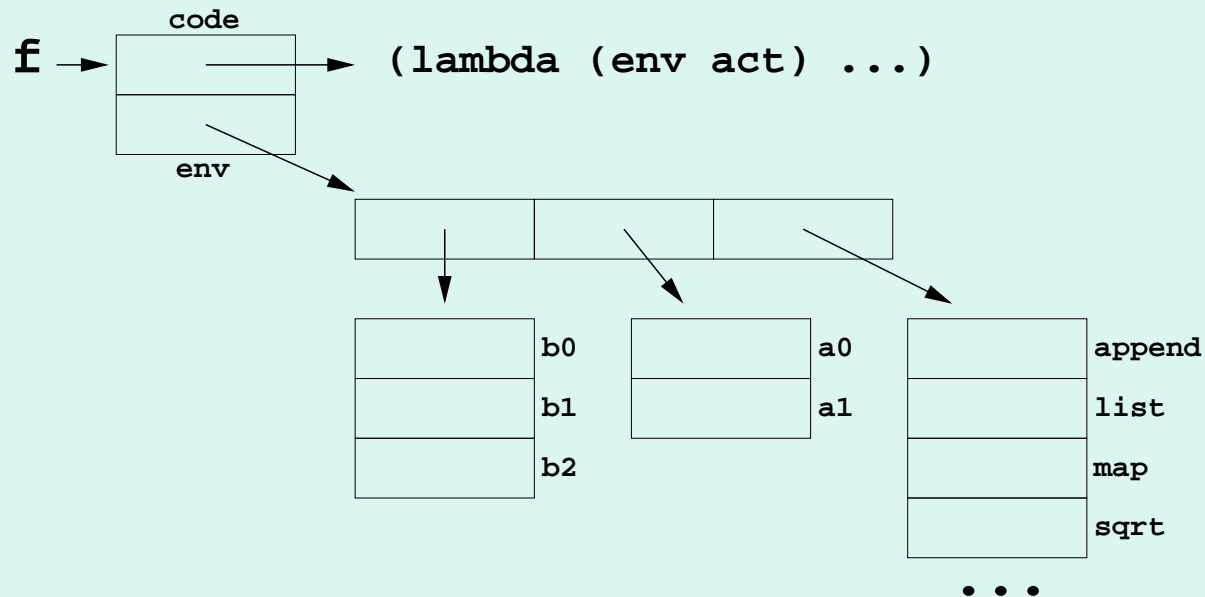 code
f (lambda (env act) ...)
env
b0 a0 append
b1 a1 list
b2 map
sqrt
...